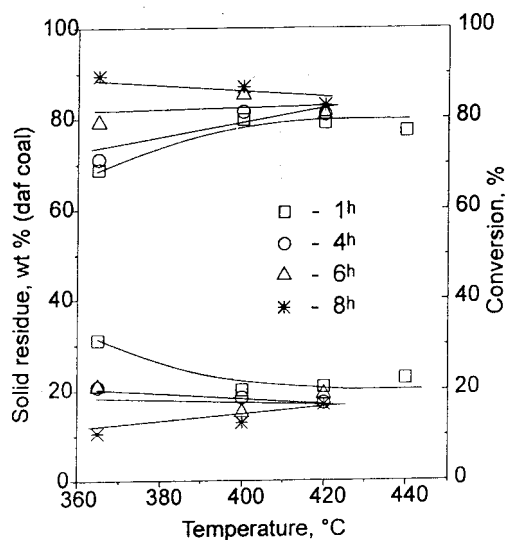 100
80
60
40
20
0
Solid residue, wt % (daf coal)
100
80
60
40
20
0
Conversion, %
□ - 1h
○ - 4h
△ - 6h
✳ - 8h
360 380 400 420 440
Temperature, °C